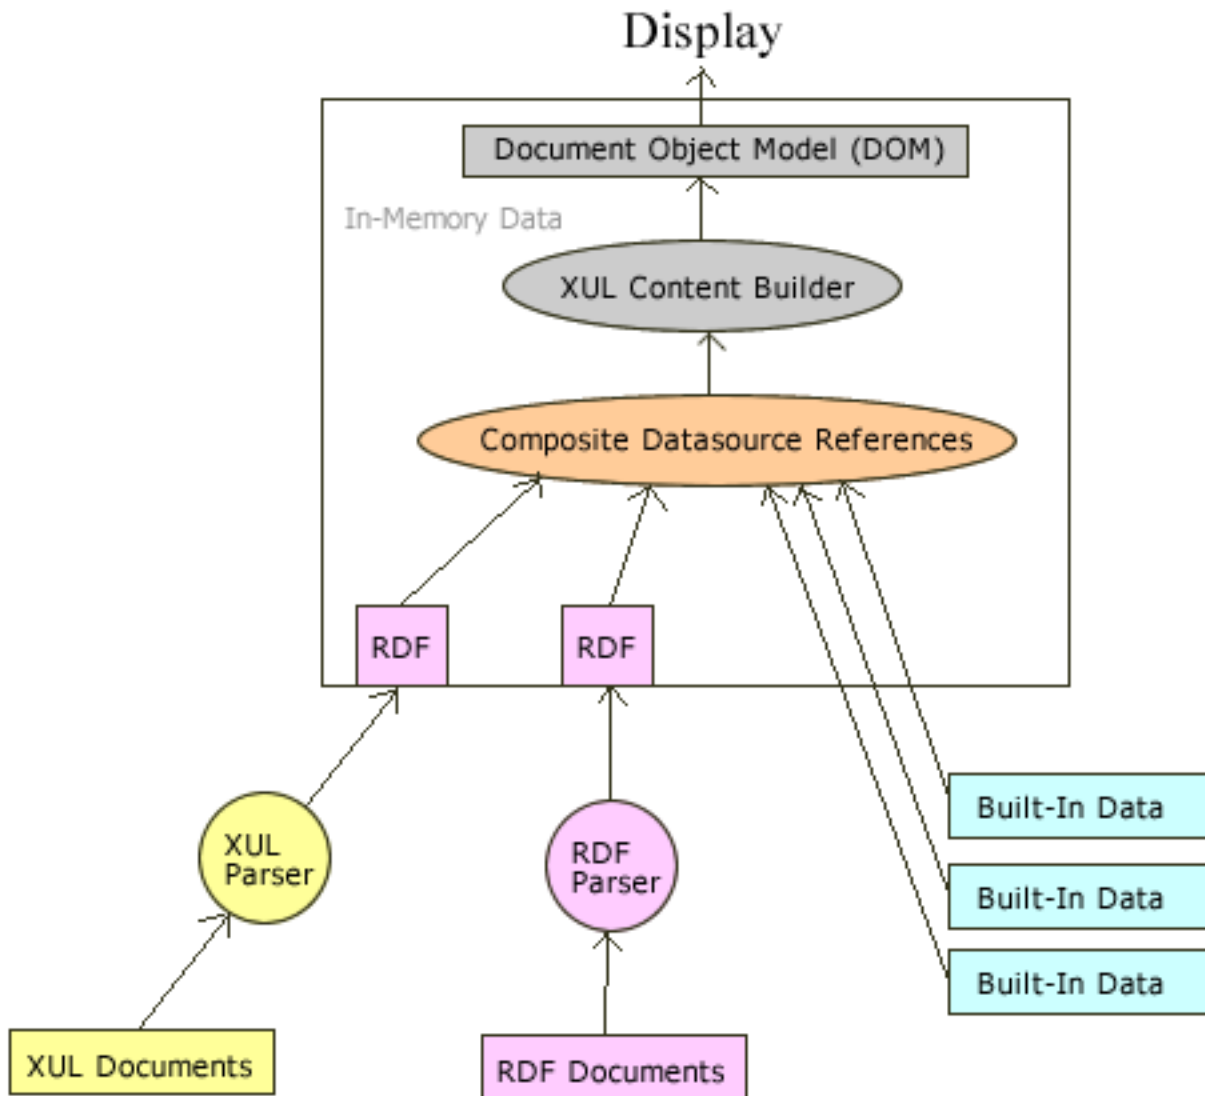 Display
Document Object Model (DOM)
In-Memory Data
XUL Content Builder
Composite Datasource References
RDF
RDF
Built-In Data
XUL
Parser
RDF
Parser
Built-In Data
Built-In Data
XUL Documents
RDF Documents